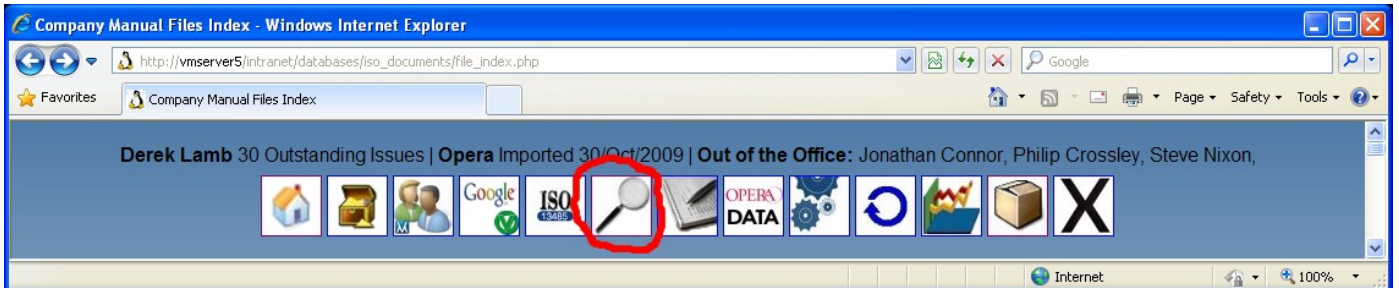 Company Manual Files Index - Windows Internet Explorer
http://vmserver5/intranet/databases/iso_documents/file_index.php
Google
Favorites
Company Manual Files Index
Page
Safety
Tools
Derek Lamb 30 Outstanding Issues | Opera Imported 30/Oct/2009 | Out of the Office: Jonathan Connor, Philip Crossley, Steve Nixon,
M
Google
ISO
13485
OPERA
DATA
X
Internet
100%